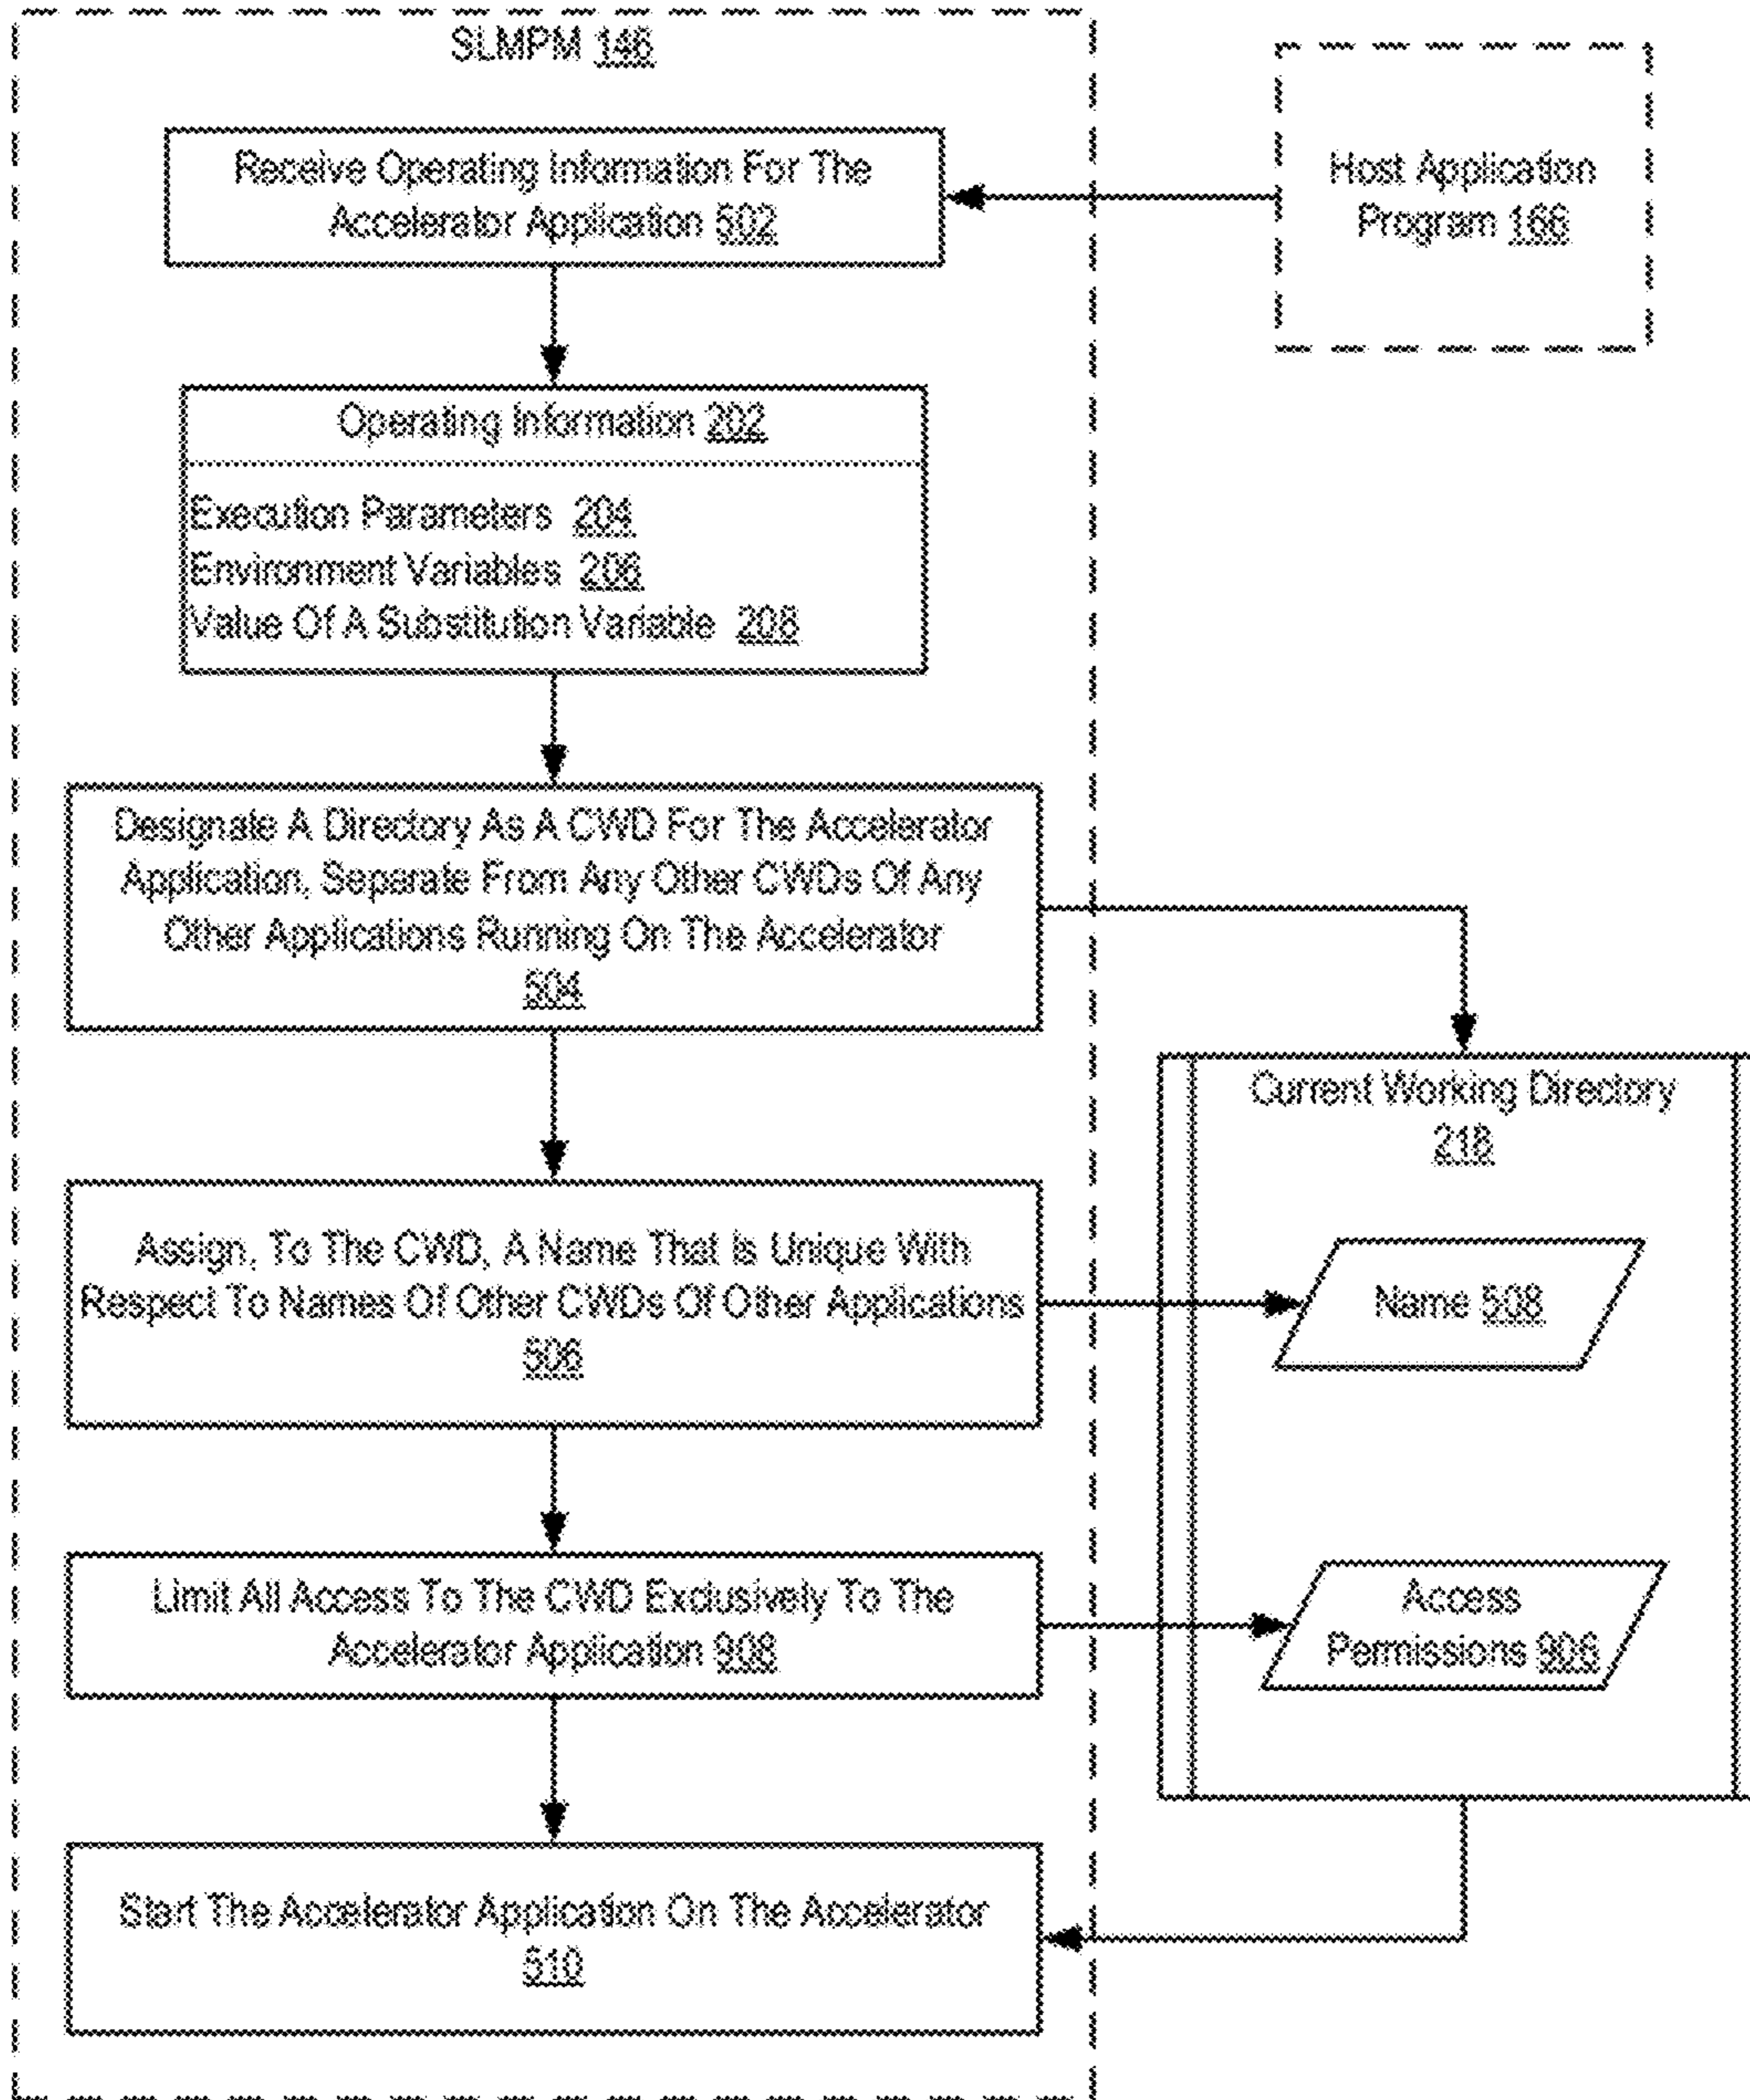 SLMPM 146
Receive Operating Information For The
Accelerator Application 502
Host Application
Program 166
Operating Information 202
Execution Parameters 204
Environment Variables 206
Value Of A Substitution Variable 208
Designate A Directory As A CWD For The Accelerator
Application, Separate From Any Other CWDs Of Any
Other Applications Running On The Accelerator
504
Current Working Directory
218
Assign, To The CWD, A Name That Is Unique With
Respect To Names Of Other CWDs Of Other Applications
506
Name 508
Limit All Access To The CWD Exclusively To The
Accelerator Application 908
Access
Permissions 906
Start The Accelerator Application On The Accelerator
510